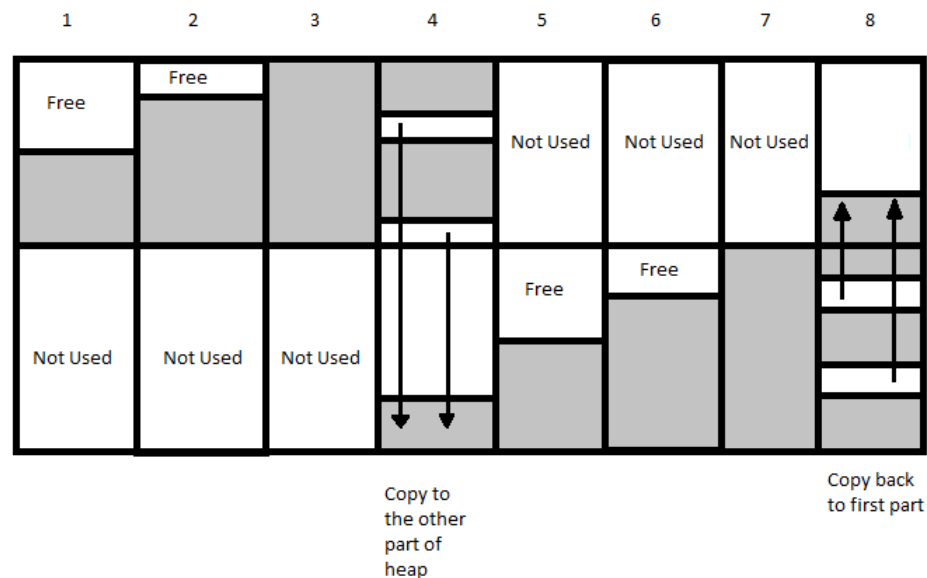 1 2 3 4 5 6 7 8
Free
Free
Not Used
Not Used
Not Used
Free
Free
Not Used
Not Used
Not Used
Copy to
the other
part of
heap
Copy back
to first part